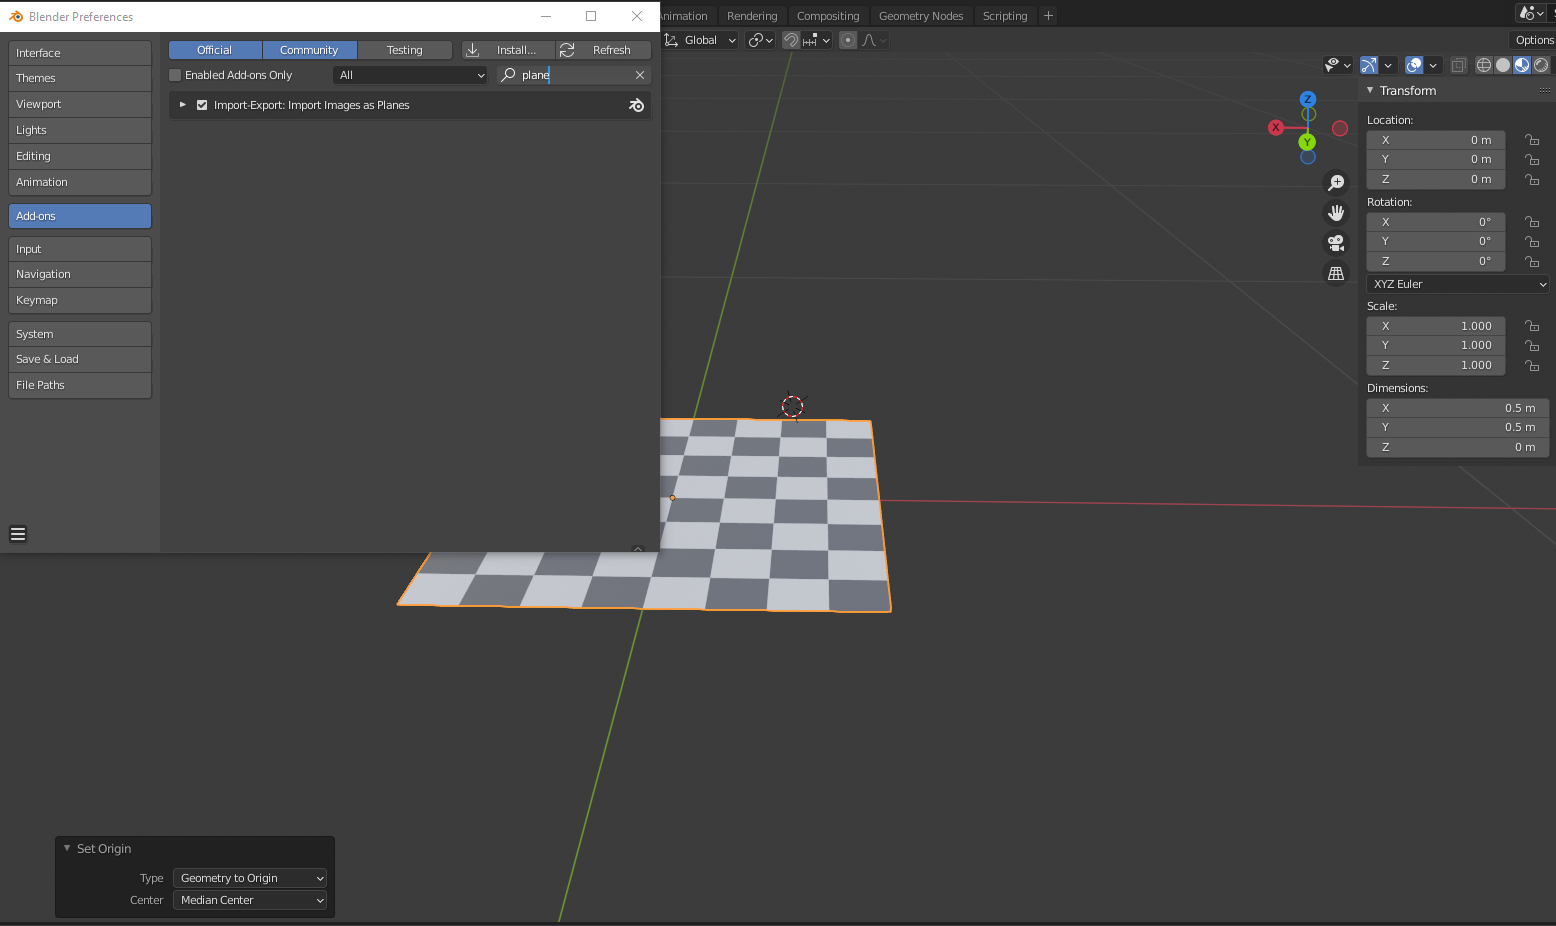 Blender Preferences
Animation Rendering Compositing Geometry Nodes Scripting +
Official Community Testing Install... Refresh
Enabled Add-ons Only All plane
Import-Export: Import Images as Planes
Interface
Themes
Viewport
Lights
Editing
Animation
Add-ons
Input
Navigation
Keymap
System
Save & Load
File Paths
Global Options
Z
X
Y
Transform
Location:
X 0 m
Y 0 m
Z 0 m
Rotation:
X 0°
Y 0°
Z 0°
XYZ Euler
Scale:
X 1.000
Y 1.000
Z 1.000
Dimensions:
X 0.5 m
Y 0.5 m
Z 0 m
Set Origin
Type Geometry to Origin
Center Median Center